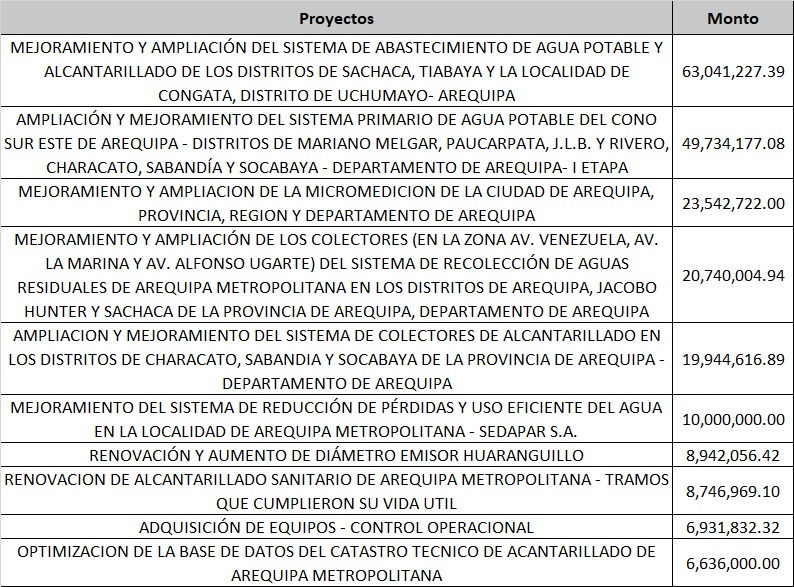 Proyectos Monto
MEJORAMIENTO Y AMPLIACIÓN DEL SISTEMA DE ABASTECIMIENTO DE AGUA POTABLE Y
ALCANTARILLADO DE LOS DISTRITOS DE SACHACA, TIABAYA Y LA LOCALIDAD DE
CONGATA, DISTRITO DE UCHUMAYO- AREQUIPA
63,041,227.39
AMPLIACIÓN Y MEJORAMIENTO DEL SISTEMA PRIMARIO DE AGUA POTABLE DEL CONO
SUR ESTE DE AREQUIPA - DISTRITOS DE MARIANO MELGAR, PAUCARPATA, J.L.B. Y RIVERO,
CHARACATO, SABANDÍA Y SOCABAYA - DEPARTAMENTO DE AREQUIPA- I ETAPA
49,734,177.08
MEJORAMIENTO Y AMPLIACION DE LA MICROMEDICION DE LA CIUDAD DE AREQUIPA,
PROVINCIA, REGION Y DEPARTAMENTO DE AREQUIPA
23,542,722.00
MEJORAMIENTO Y AMPLIACIÓN DE LOS COLECTORES (EN LA ZONA AV. VENEZUELA, AV.
LA MARINA Y AV. ALFONSO UGARTE) DEL SISTEMA DE RECOLECCIÓN DE AGUAS
RESIDUALES DE AREQUIPA METROPOLITANA EN LOS DISTRITOS DE AREQUIPA, JACOBO
HUNTER Y SACHACA DE LA PROVINCIA DE AREQUIPA, DEPARTAMENTO DE AREQUIPA
20,740,004.94
AMPLIACION Y MEJORAMIENTO DEL SISTEMA DE COLECTORES DE ALCANTARILLADO EN
LOS DISTRITOS DE CHARACATO, SABANDIA Y SOCABAYA DE LA PROVINCIA DE AREQUIPA -
DEPARTAMENTO DE AREQUIPA
19,944,616.89
MEJORAMIENTO DEL SISTEMA DE REDUCCIÓN DE PÉRDIDAS Y USO EFICIENTE DEL AGUA
EN LA LOCALIDAD DE AREQUIPA METROPOLITANA - SEDAPAR S.A.
10,000,000.00
RENOVACIÓN Y AUMENTO DE DIÁMETRO EMISOR HUARANGUILLO 8,942,056.42
RENOVACION DE ALCANTARILLADO SANITARIO DE AREQUIPA METROPOLITANA - TRAMOS
QUE CUMPLIERON SU VIDA UTIL
8,746,969.10
ADQUISICIÓN DE EQUIPOS - CONTROL OPERACIONAL 6,931,832.32
OPTIMIZACION DE LA BASE DE DATOS DEL CATASTRO TECNICO DE ACANTARILLADO DE
AREQUIPA METROPOLITANA
6,636,000.00